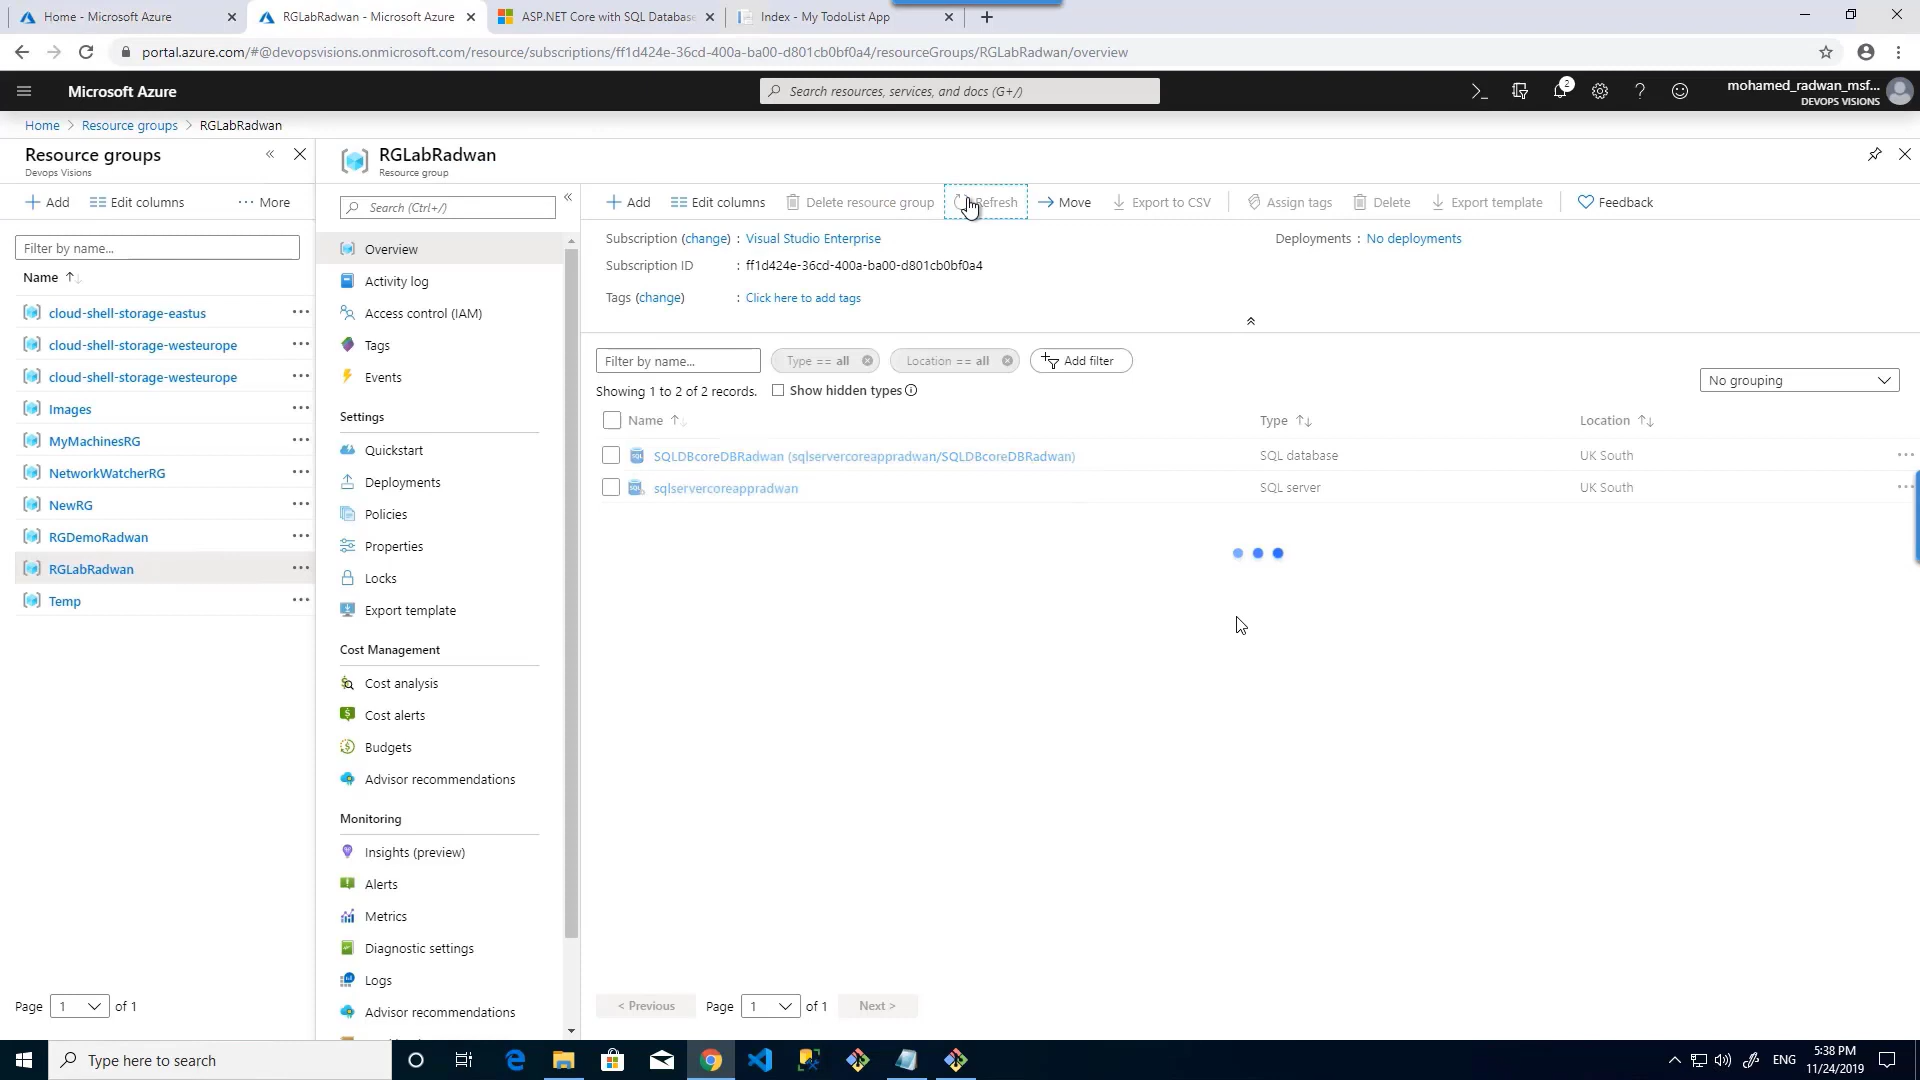 Home - Microsoft Azure
RGLabRadwan - Microsoft Azure
ASP.NET Core with SQL Database
Index - My TodoList App
portal.azure.com/#@devopsvisions.onmicrosoft.com/resource/subscriptions/ff1d424e-36cd-400a-ba00-d801cb0bf0a4/resourceGroups/RGLabRadwan/overview
Microsoft Azure
Search resources, services, and docs (G+/)
2
mohamed_radwan_msf...
DEVOPS VISIONS
Home > Resource groups > RGLabRadwan
Resource groups
Devops Visions
Add
Edit columns
More
Filter by name...
Name
cloud-shell-storage-eastus
cloud-shell-storage-westeurope
cloud-shell-storage-westeurope
Images
MyMachinesRG
NetworkWatcherRG
NewRG
RGDemoRadwan
RGLabRadwan
Temp
Page 1 of 1
RGLabRadwan
Resource group
Search (Ctrl+/)
Overview
Activity log
Access control (IAM)
Tags
Events
Settings
Quickstart
Deployments
Policies
Properties
Locks
Export template
Cost Management
Cost analysis
Cost alerts
Budgets
Advisor recommendations
Monitoring
Insights (preview)
Alerts
Metrics
Diagnostic settings
Logs
Advisor recommendations
Add
Edit columns
Delete resource group
Refresh
Move
Export to CSV
Assign tags
Delete
Export template
Feedback
Subscription (change) : Visual Studio Enterprise
Deployments : No deployments
Subscription ID : ff1d424e-36cd-400a-ba00-d801cb0bf0a4
Tags (change) : Click here to add tags
Filter by name...
Type == all
Location == all
Add filter
Showing 1 to 2 of 2 records.
Show hidden types
No grouping
Name Type Location
SQLDBcoreDBRadwan (sqlservercoreappradwan/SQLDBcoreDBRadwan) SQL database UK South
sqlservercoreappradwan SQL server UK South
< Previous Page 1 of 1 Next >
Type here to search
ENG
5:38 PM
11/24/2019